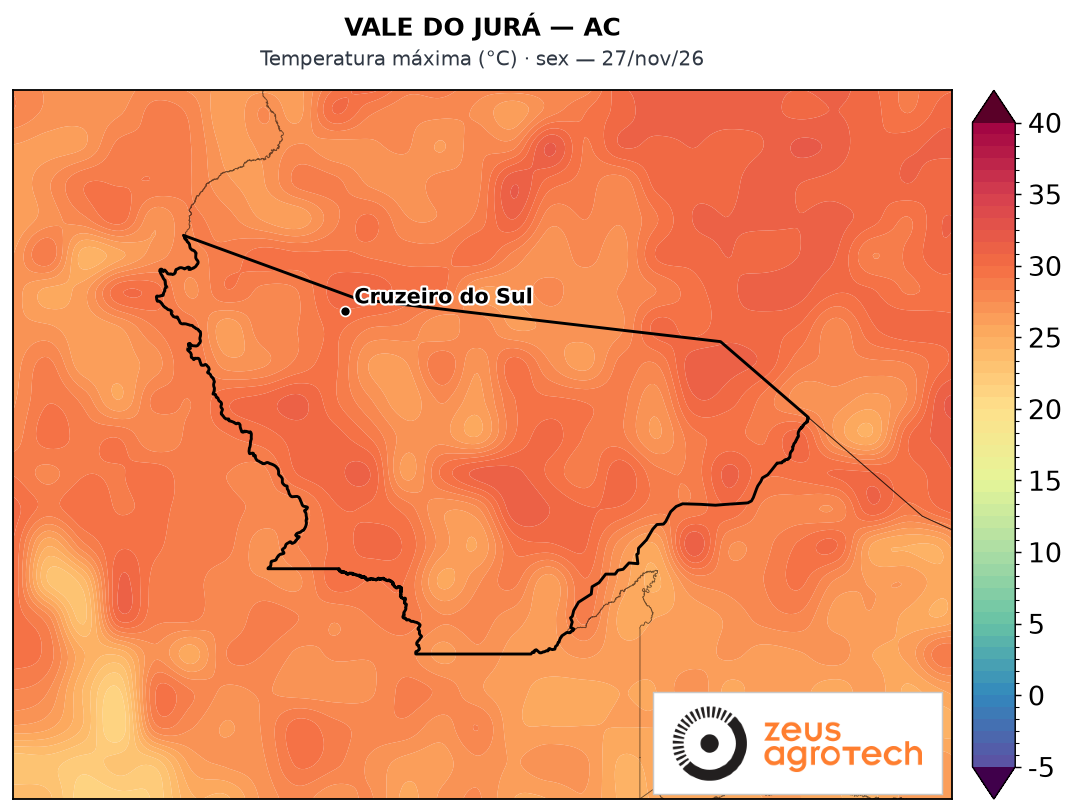 VALE DO JURÁ — AC
Temperatura máxima (°C) · sex — 27/nov/26
Cruzeiro do Sul
40
35
30
25
20
15
10
5
0
-5
zeus
agrotech